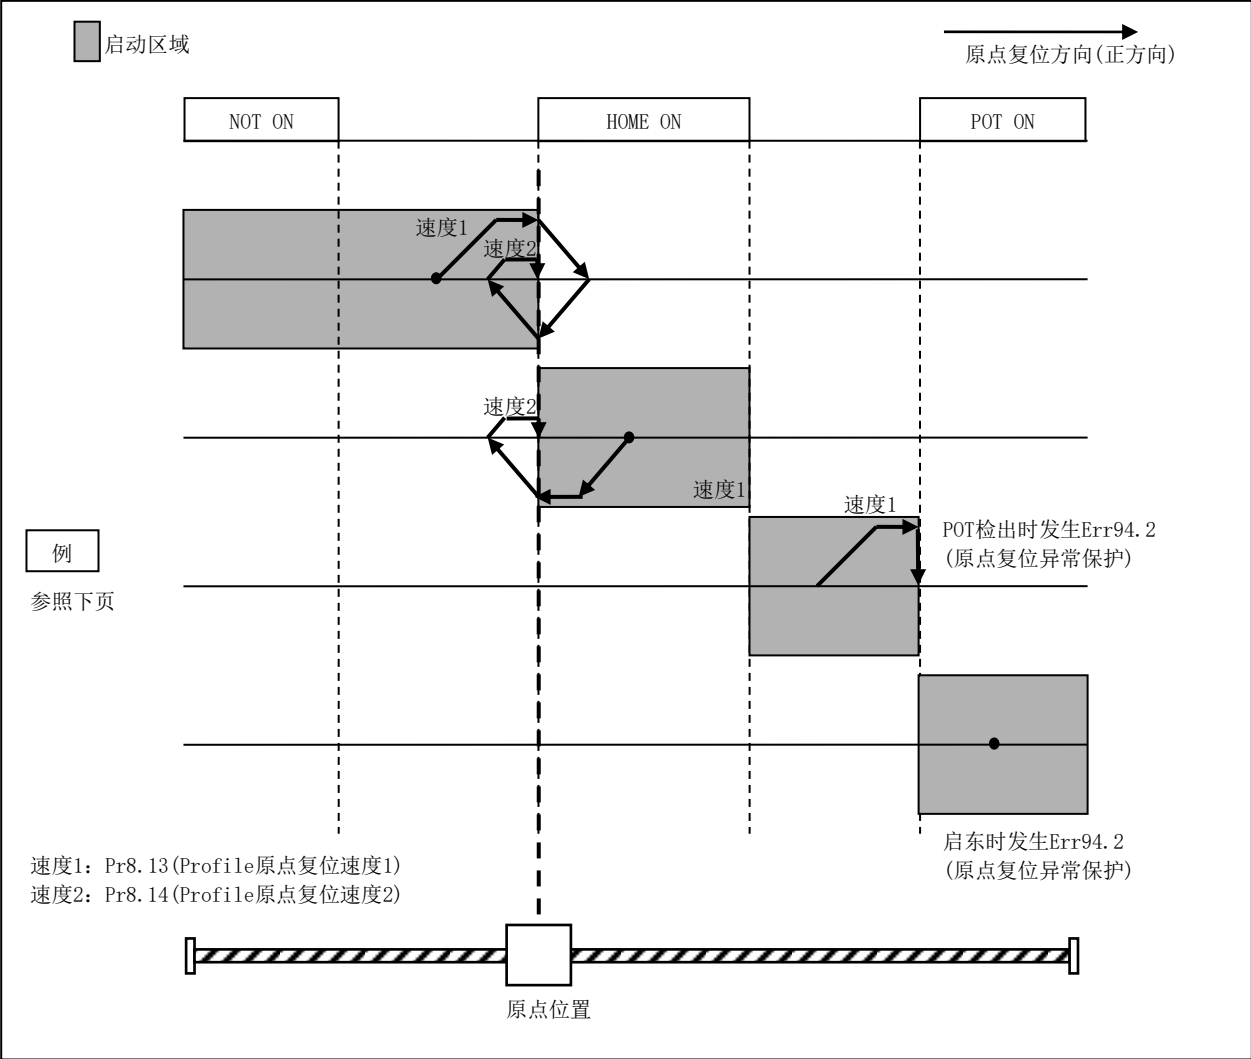 启动区域
原点复位方向(正方向)
NOT ON
HOME ON
POT ON
速度1
速度2
速度2
速度1
速度1
POT检出时发生Err94.2
(原点复位异常保护)
例
参照下页
启东时发生Err94.2
(原点复位异常保护)
速度1：Pr8.13(Profile原点复位速度1)
速度2：Pr8.14(Profile原点复位速度2)
原点位置